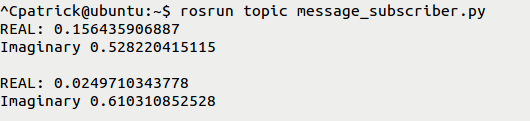 ^Cpatrick@ubuntu:~$ rosrun topic message_subscriber.py
REAL: 0.156435906887
Imaginary 0.528220415115
REAL: 0.0249710343778
Imaginary 0.610310852528